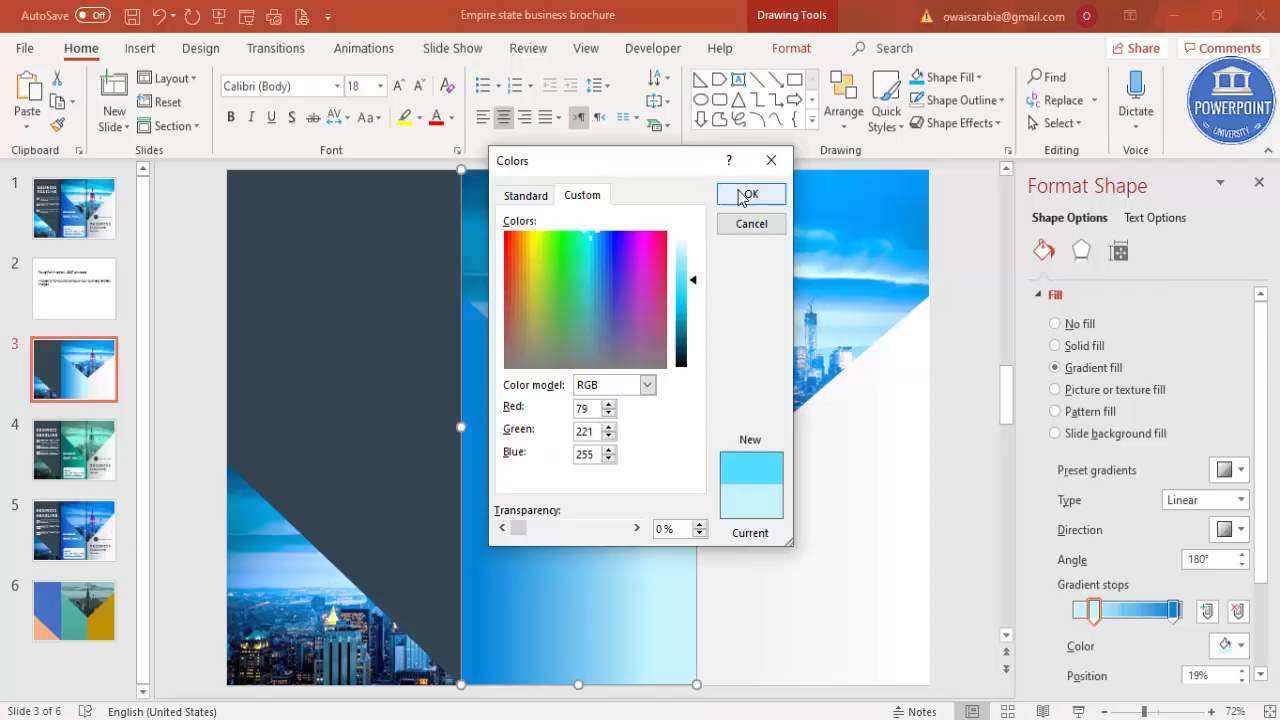 AutoSave Off
Empire state business brochure
Drawing Tools
owaisarabia@gmail.com
O
File Home Insert Design Transitions Animations Slide Show Review View Developer Help Format Search Share Comments
Paste
New Slide
Layout
Reset
Section
Calibri (Body) 18
B I U S ab AV Aa A
Arrange
Quick Styles
Shape Fill
Shape Outline
Shape Effects
Find
Replace
Select
Dictate
Clipboard Slides Font Drawing Editing Voice
POWERPOINT
UNIVERSITY
1
2
3
4
5
6
Colors
?
Standard Custom
OK
Cancel
Colors:
Color model: RGB
Red: 79
Green: 221
Blue: 255
New
Current
Transparency:
0 %
Format Shape
Shape Options Text Options
Fill
No fill
Solid fill
Gradient fill
Picture or texture fill
Pattern fill
Slide background fill
Preset gradients
Type Linear
Direction
Angle 180°
Gradient stops
Color
Position 19%
Slide 3 of 6 English (United States)
Notes
72%